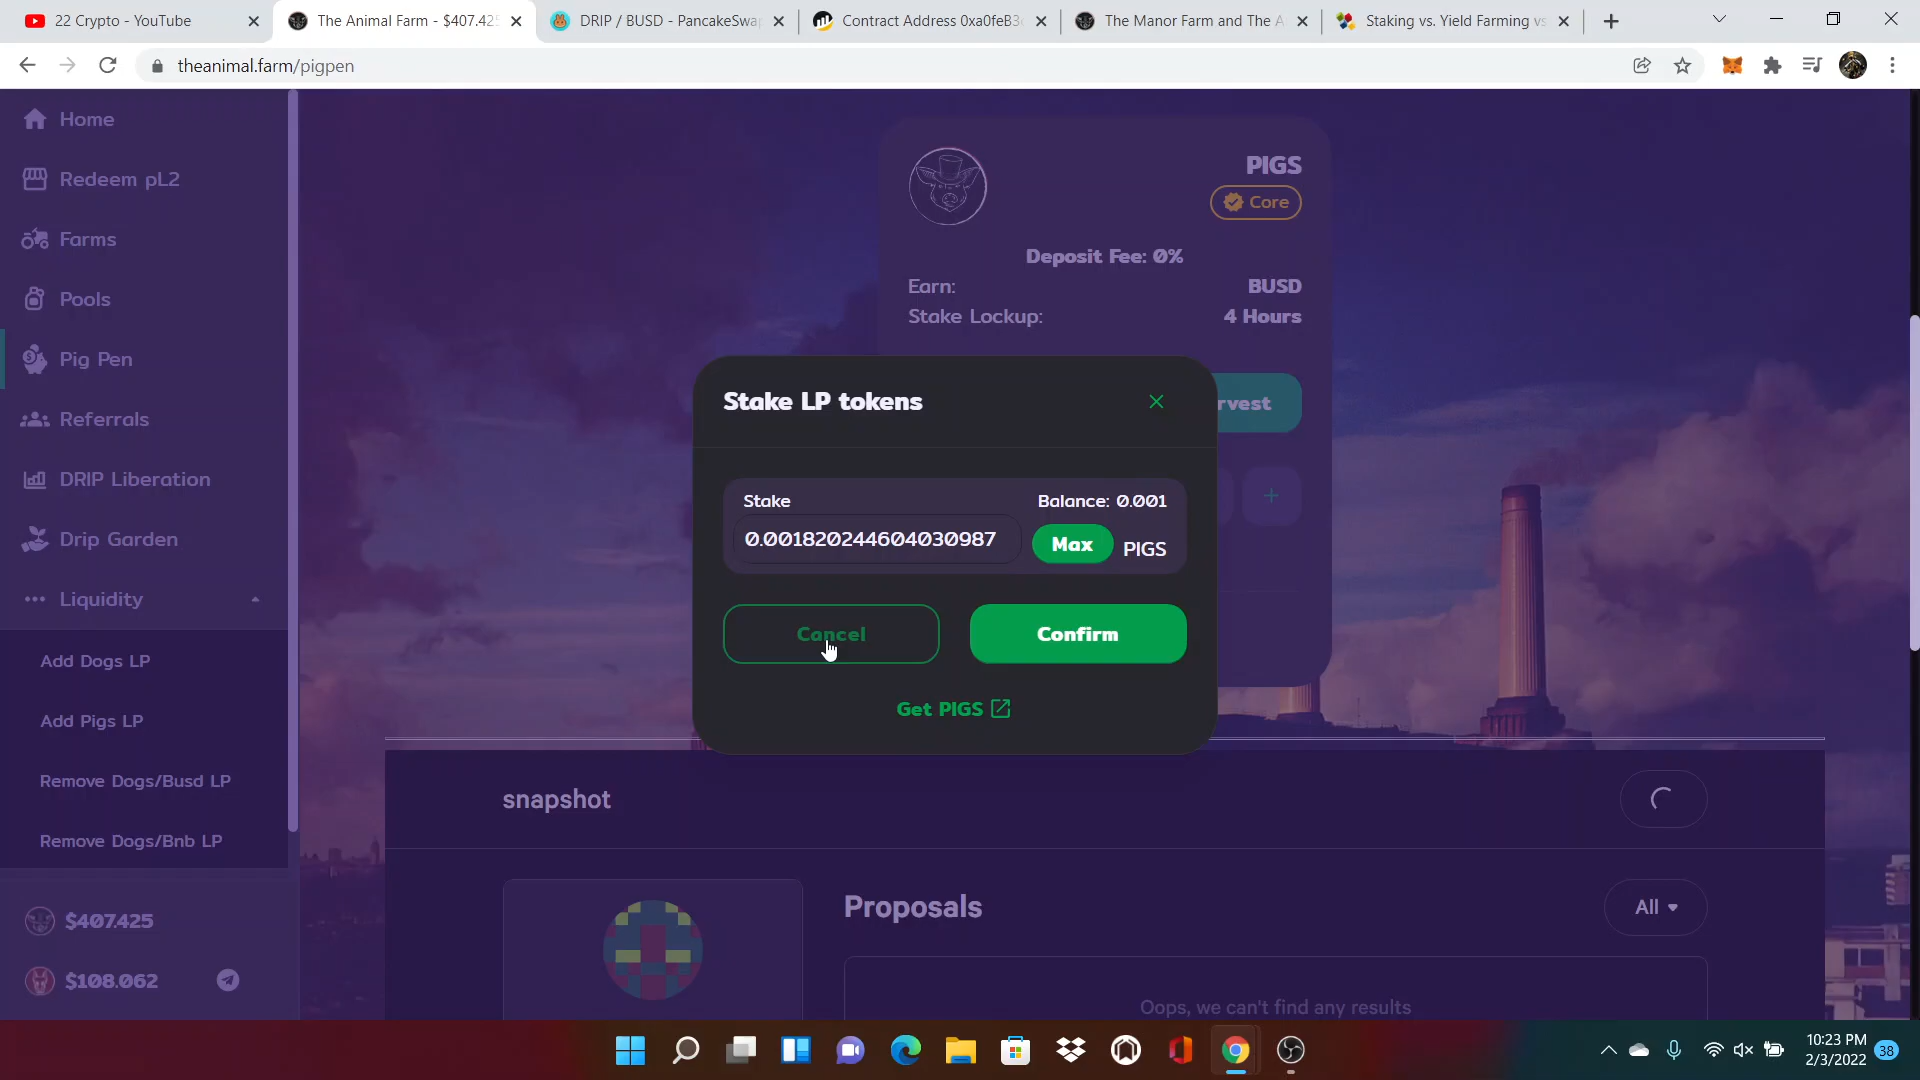 22 Crypto - YouTube
The Animal Farm - $407.425
DRIP / BUSD - PancakeSwap
Contract Address 0xa0feB3
The Manor Farm and The A
Staking vs. Yield Farming vs
theanimal.farm/pigpen
Home
Redeem pL2
Farms
Pools
Pig Pen
Referrals
DRIP Liberation
Drip Garden
Liquidity
Add Dogs LP
Add Pigs LP
Remove Dogs/Busd LP
Remove Dogs/Bnb LP
$407.425
$108.062
PIGS
Core
Deposit Fee: 0%
Earn: BUSD
Stake Lockup: 4 Hours
rvest
Stake LP tokens
Stake Balance: 0.001
0.001820244604030987 Max PIGS
Cancel Confirm
Get PIGS
snapshot
Proposals All
Oops, we can't find any results
10:23 PM
2/3/2022
38